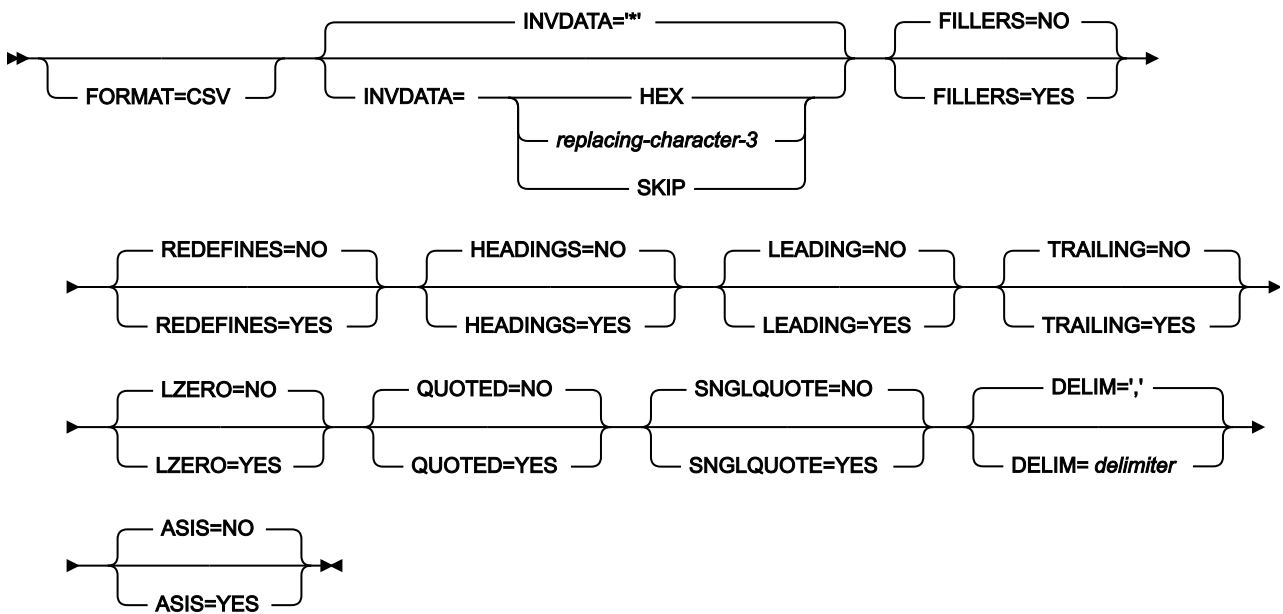 INVDATA='*' FILLERS=NO
FORMAT=CSV INVDATA= HEX FILLERS=YES
replacing-character-3
SKIP
REDEFINES=NO HEADINGS=NO LEADING=NO TRAILING=NO
REDEFINES=YES HEADINGS=YES LEADING=YES TRAILING=YES
LZERO=NO QUOTED=NO SNGLQUOTE=NO DELIM=','
LZERO=YES QUOTED=YES SNGLQUOTE=YES DELIM= delimiter
ASIS=NO
ASIS=YES